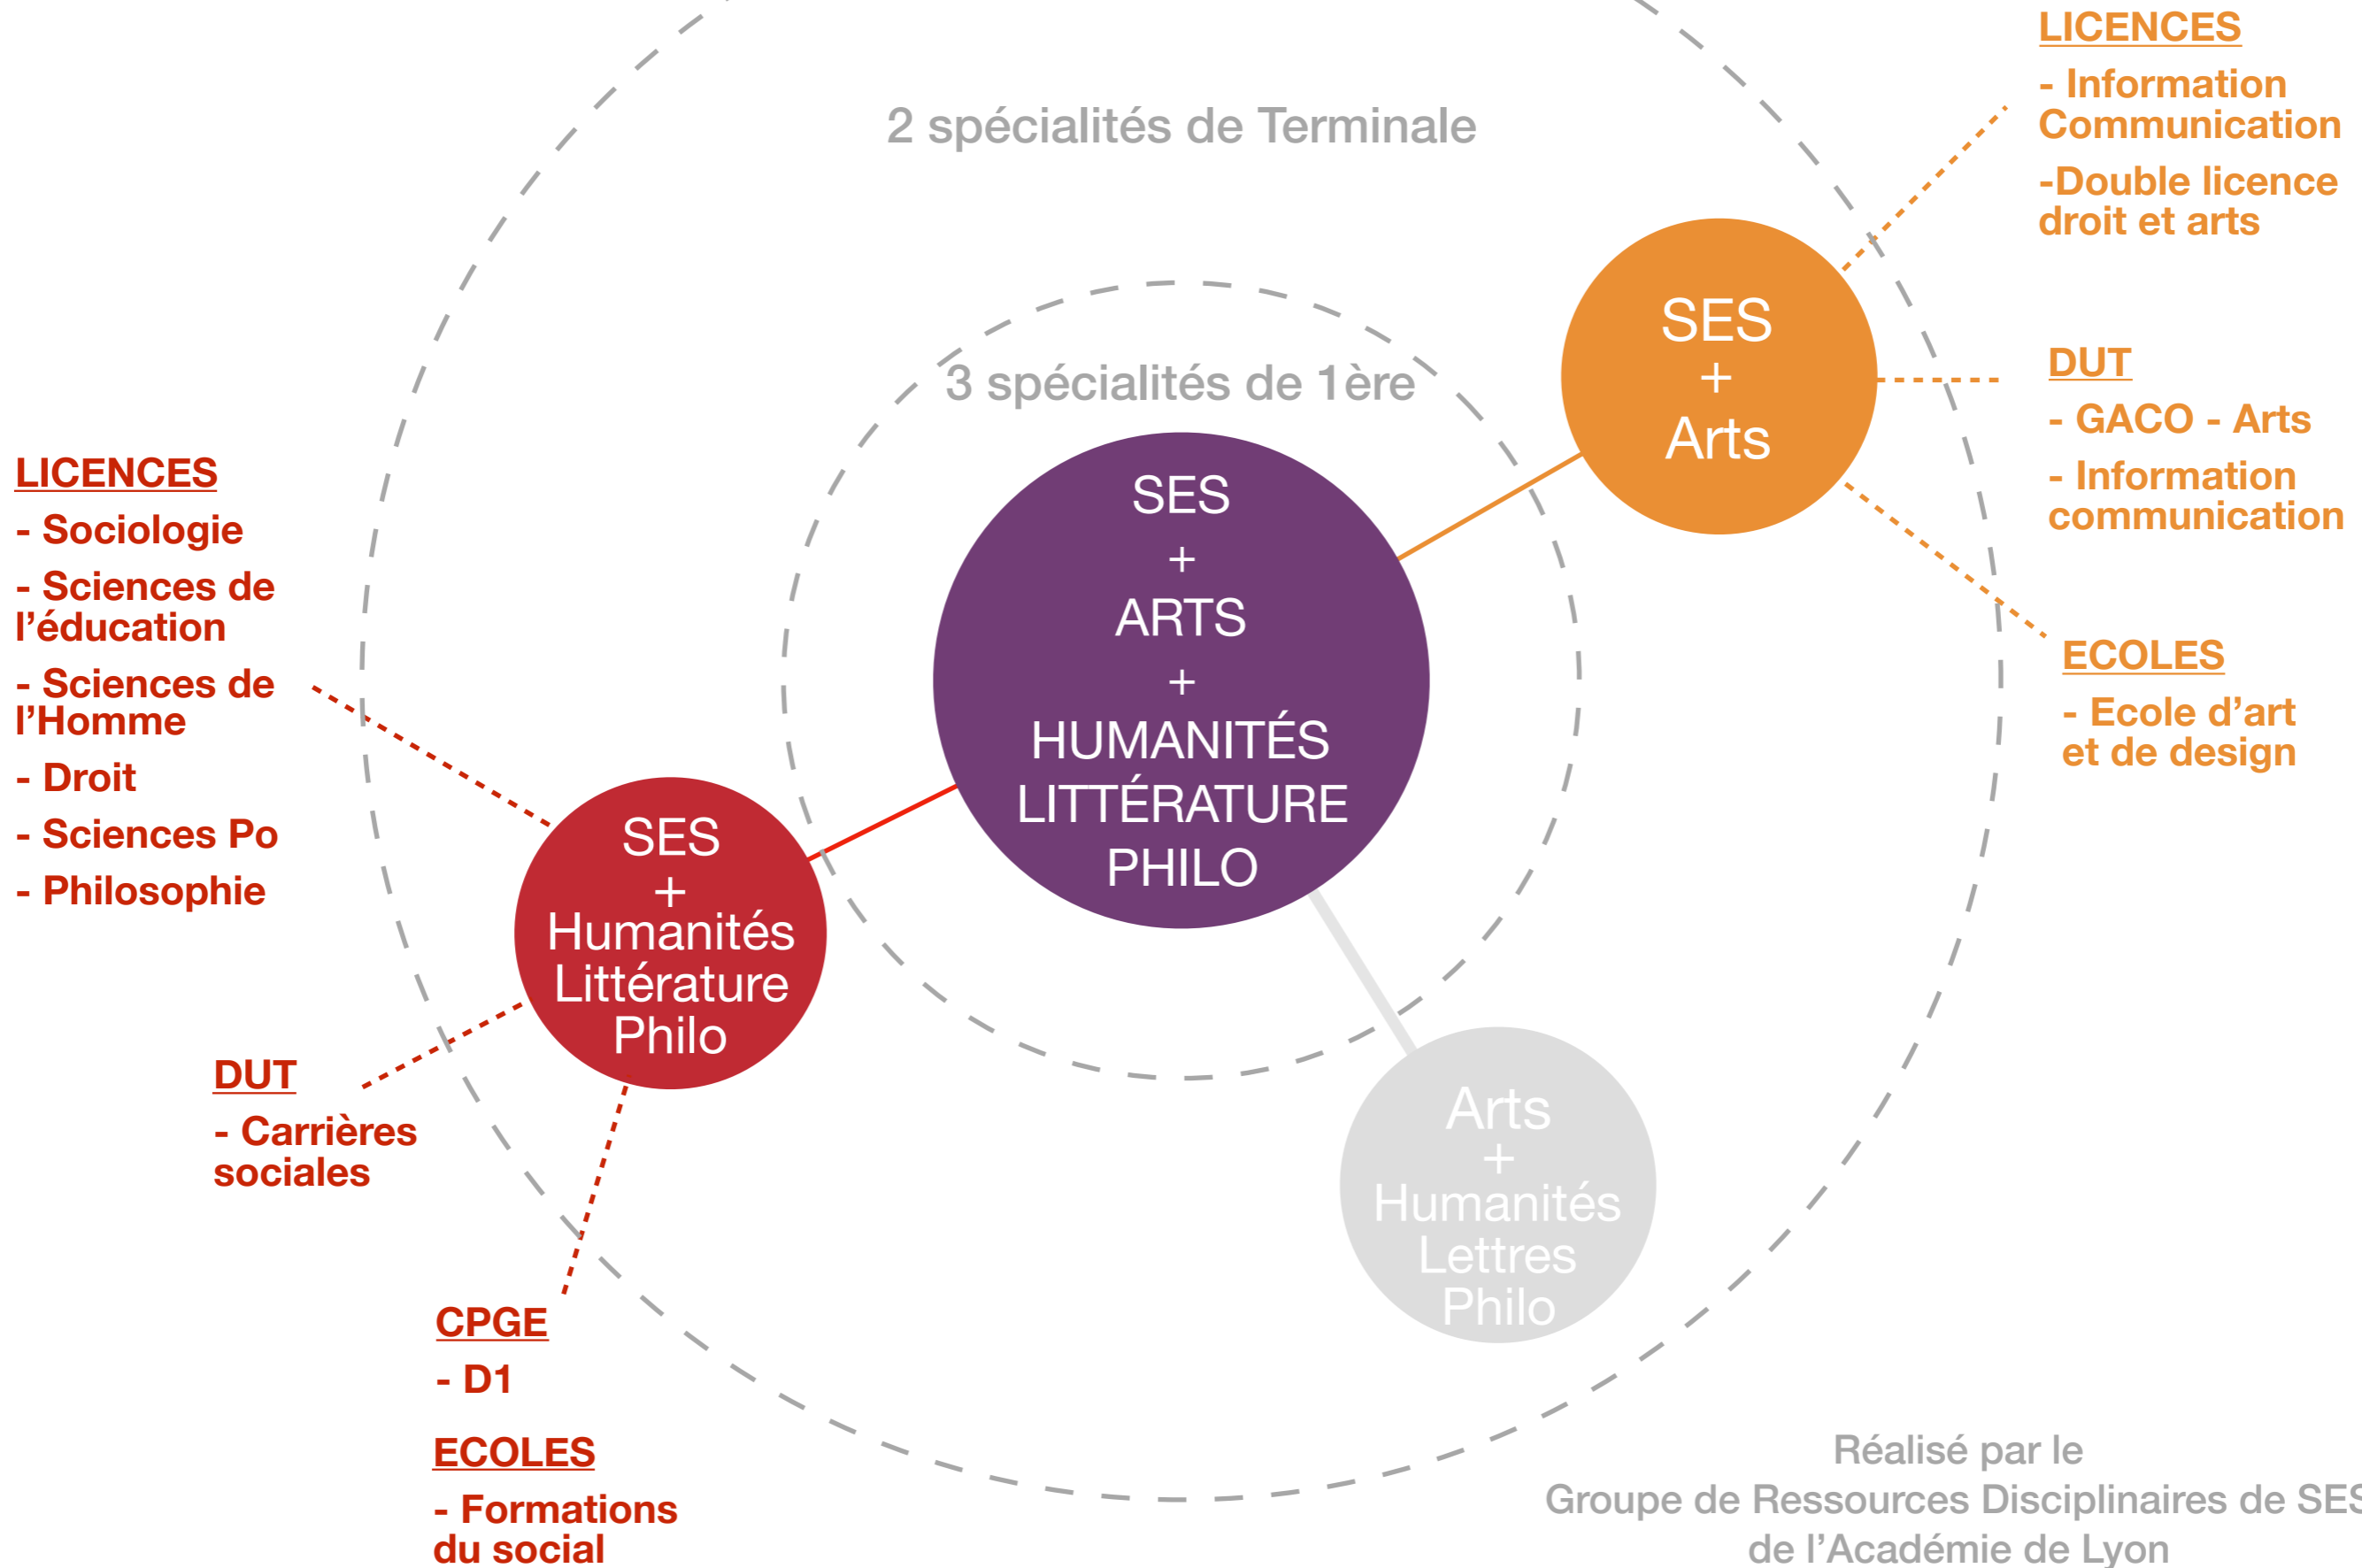 2 spécialités de Terminale
3 spécialités de 1ère
SES
+
ARTS
+
HUMANITÉS
LITTÉRATURE
PHILO
SES
+
Arts
LICENCES
- Information
Communication
-Double licence
droit et arts
DUT
- GACO - Arts
- Information
communication
ECOLES
- Ecole d’art
et de design
LICENCES
- Sociologie
- Sciences de
l’éducation
- Sciences de
l’Homme
- Droit
- Sciences Po
- Philosophie
SES
+
Humanités
Littérature
Philo
DUT
- Carrières
sociales
CPGE
- D1
ECOLES
- Formations
du social
Arts
+
Humanités
Lettres
Philo
Réalisé par le
Groupe de Ressources Disciplinaires de SES
de l’Académie de Lyon